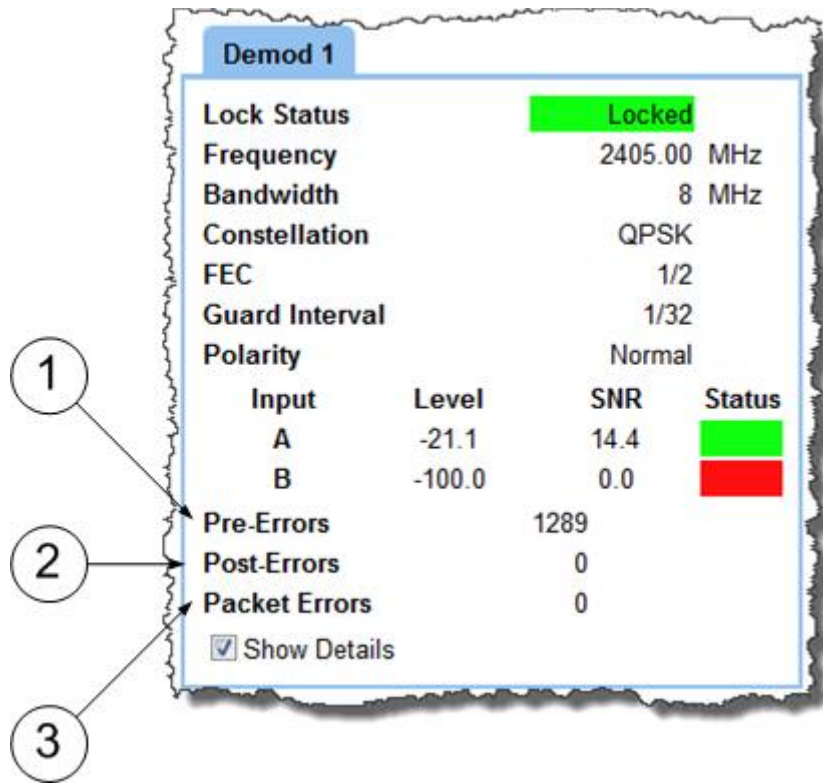 Demod 1
Lock Status Locked
Frequency 2405.00 MHz
Bandwidth 8 MHz
Constellation QPSK
FEC 1/2
Guard Interval 1/32
Polarity Normal
Input Level SNR Status
A -21.1 14.4
B -100.0 0.0
1
Pre-Errors 1289
2
Post-Errors 0
3
Packet Errors 0
Show Details